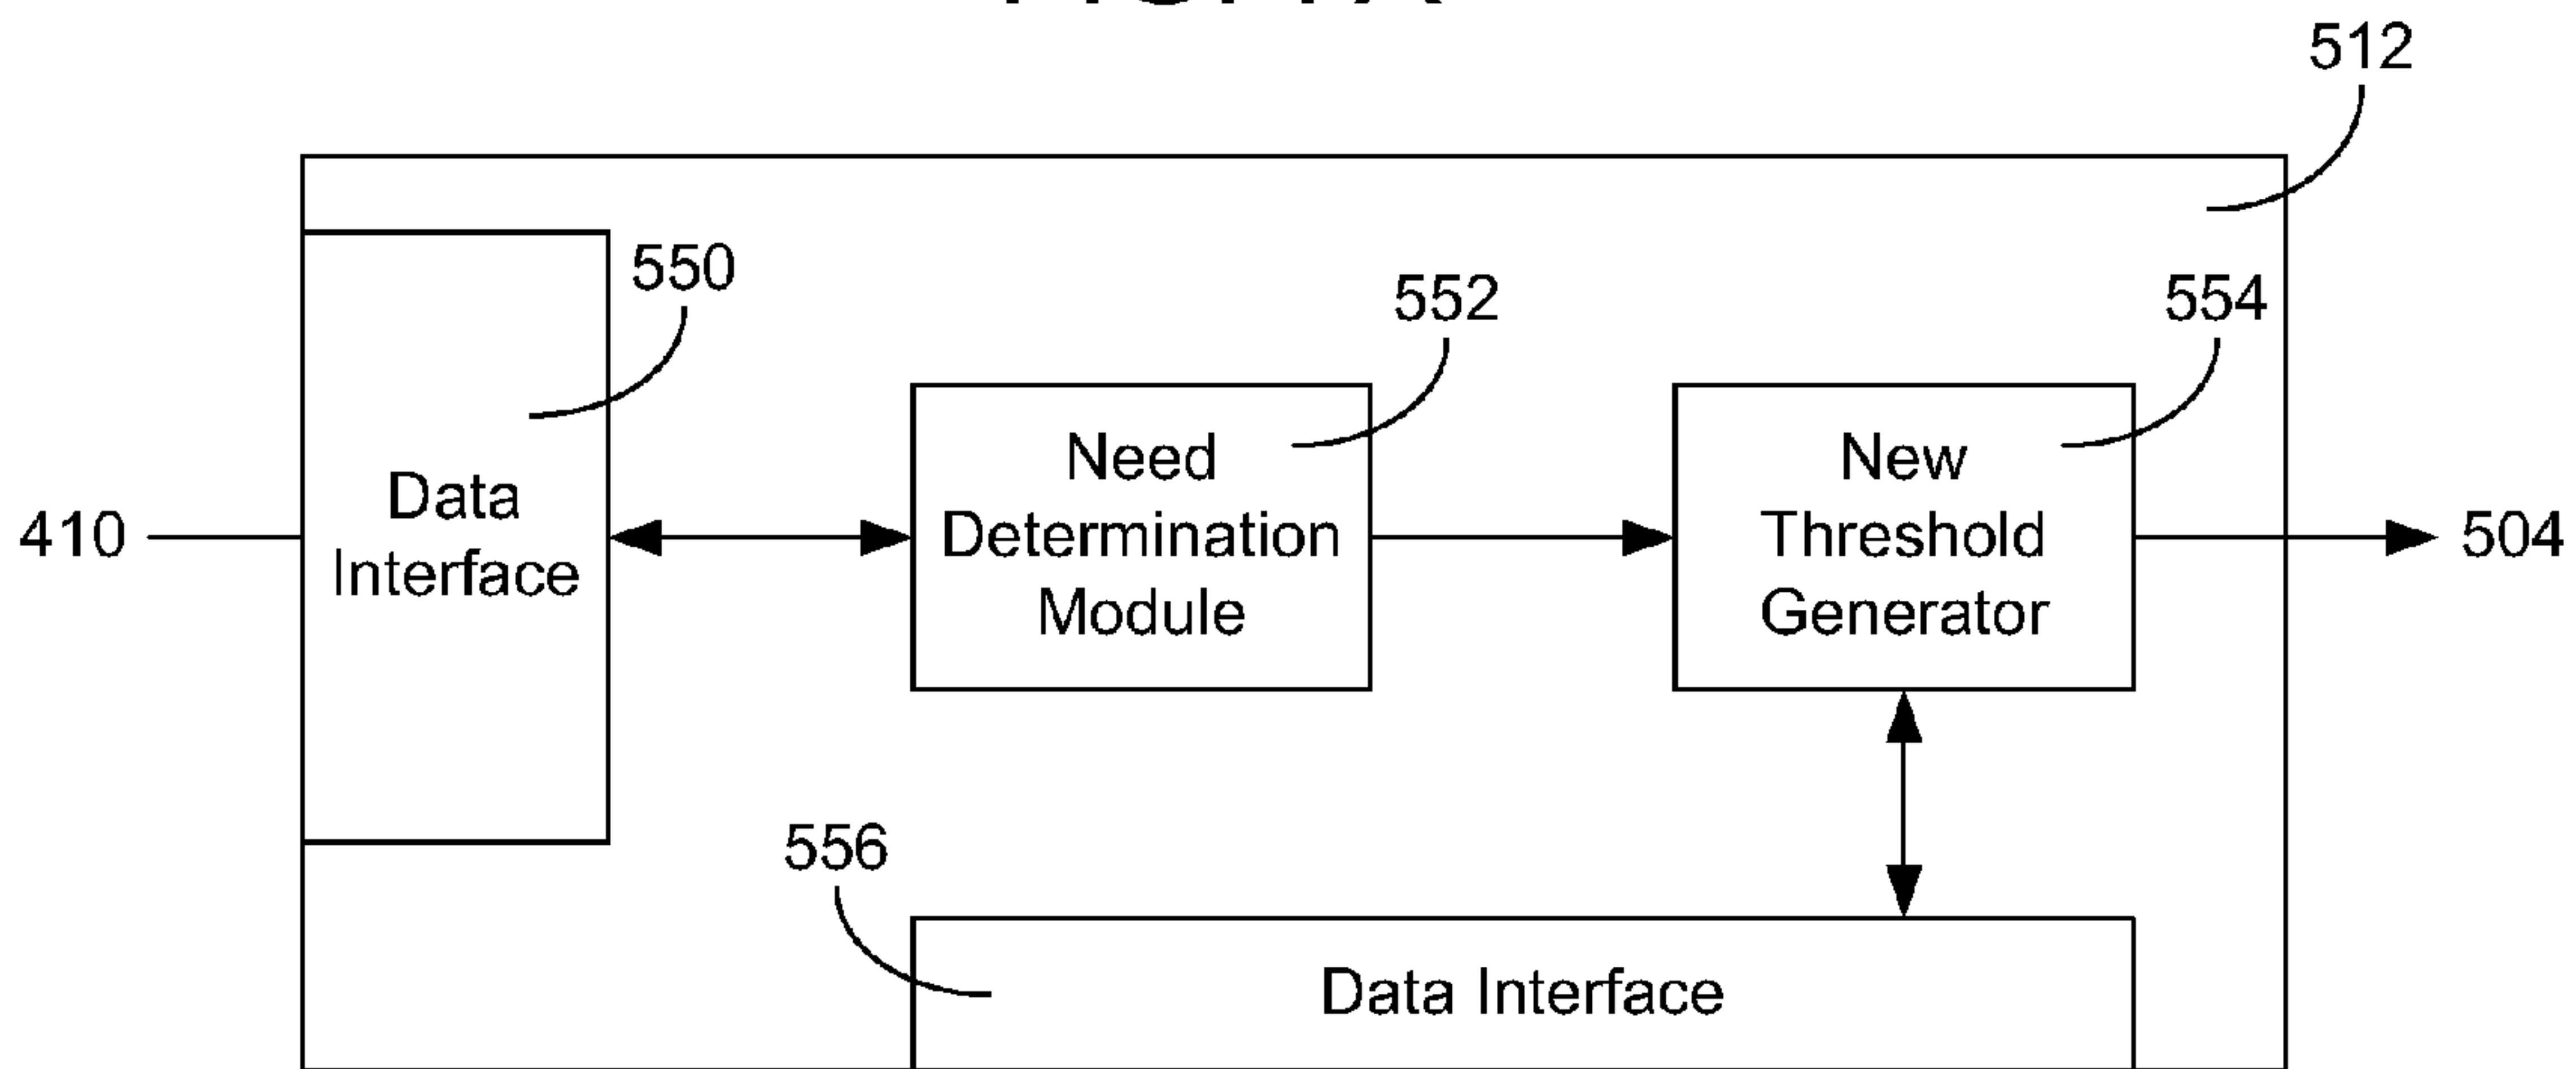 512
550
552
554
Data
Interface
Need
Determination
Module
New
Threshold
Generator
410
504
556
Data Interface